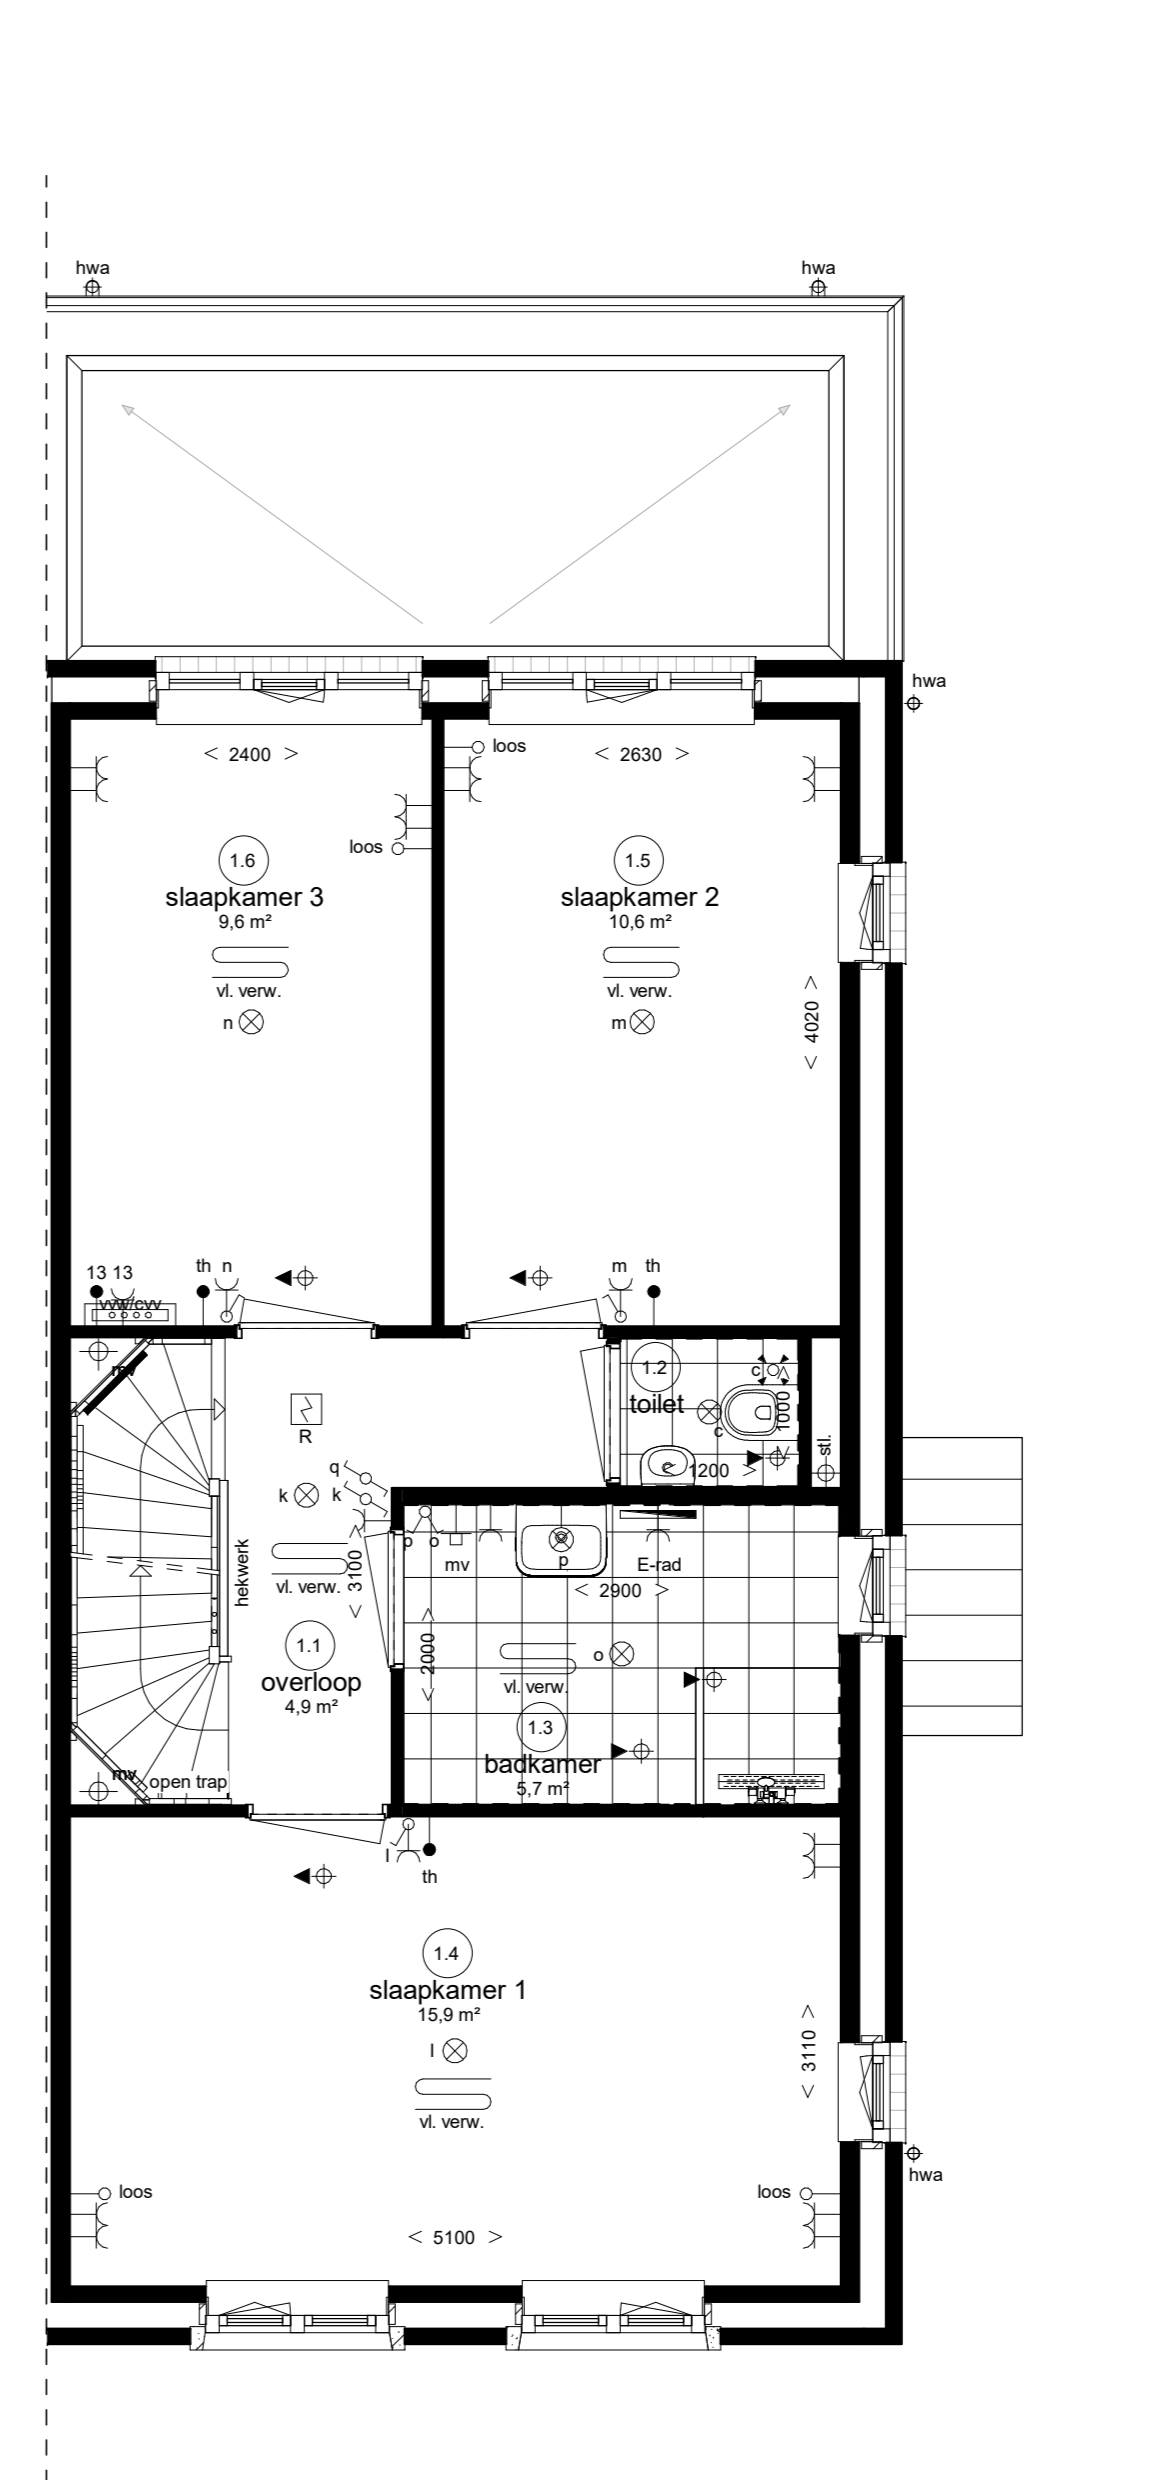 hwa
hwa
hwa
< 2400 >
loos
< 2630 >
loos
1.6
slaapkamer 3
9,6 m²
vl. verw.
n
1.5
slaapkamer 2
10,6 m²
vl. verw.
m
< 4020 >
13 13
vvw/cvv
th n
m th
mv
R
1.2
toilet
c
c
< 1000 >
< 1200 >
stl.
q
k k
hekwerk
vl. verw.
< 3100 >
p o
mv
p
E-rad
< 2900 >
1.1
overloop
4,9 m²
< 2000 >
vl. verw.
o
1.3
badkamer
5,7 m²
mv
open trap
l
th
1.4
slaapkamer 1
15,9 m²
l
vl. verw.
< 3110 >
hwa
loos
loos
< 5100 >